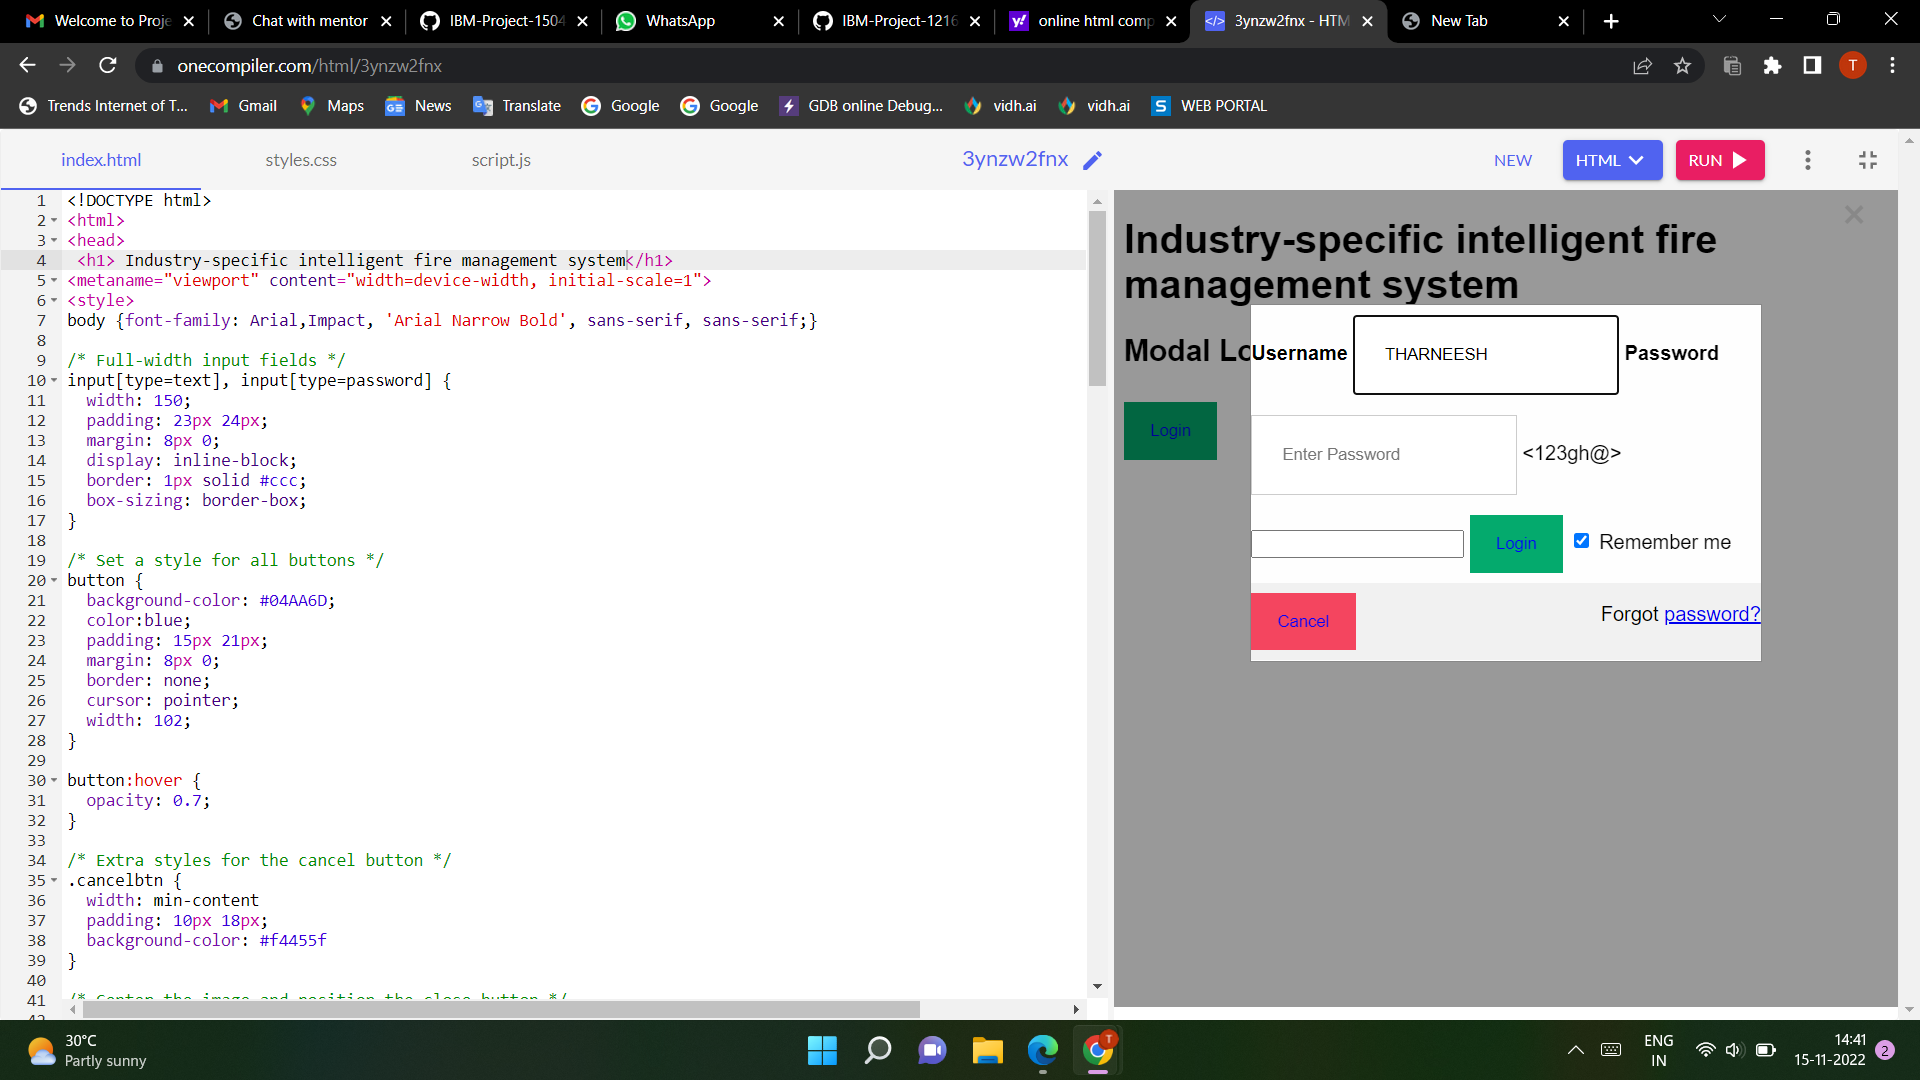 Welcome to Proje
Chat with mentor
IBM-Project-1504
WhatsApp
IBM-Project-1216
online html comp
3ynzw2fnx - HTM
New Tab
onecompiler.com/html/3ynzw2fnx
T
Trends Internet of T...
Gmail
Maps
News
Translate
Google
Google
GDB online Debug...
vidh.ai
vidh.ai
WEB PORTAL
index.html
styles.css
script.js
3ynzw2fnx
NEW
HTML
RUN
1 <!DOCTYPE html>
2 <html>
3 <head>
4 <h1> Industry-specific intelligent fire management system</h1>
5 <metaname="viewport" content="width=device-width, initial-scale=1">
6 <style>
7 body {font-family: Arial,Impact, 'Arial Narrow Bold', sans-serif, sans-serif;}
8
9 /* Full-width input fields */
10 input[type=text], input[type=password] {
11 width: 150;
12 padding: 23px 24px;
13 margin: 8px 0;
14 display: inline-block;
15 border: 1px solid #ccc;
16 box-sizing: border-box;
17 }
18
19 /* Set a style for all buttons */
20 button {
21 background-color: #04AA6D;
22 color:blue;
23 padding: 15px 21px;
24 margin: 8px 0;
25 border: none;
26 cursor: pointer;
27 width: 102;
28 }
29
30 button:hover {
31 opacity: 0.7;
32 }
33
34 /* Extra styles for the cancel button */
35 .cancelbtn {
36 width: min-content
37 padding: 10px 18px;
38 background-color: #f4455f
39 }
40
41 /* Center the image and position the close button */
Industry-specific intelligent fire
management system
Modal Lo
Login
Username
THARNEESH
Password
Enter Password
<123gh@>
Login
Remember me
Cancel
Forgot password?
30°C
Partly sunny
T
ENG
IN
14:41
15-11-2022
2